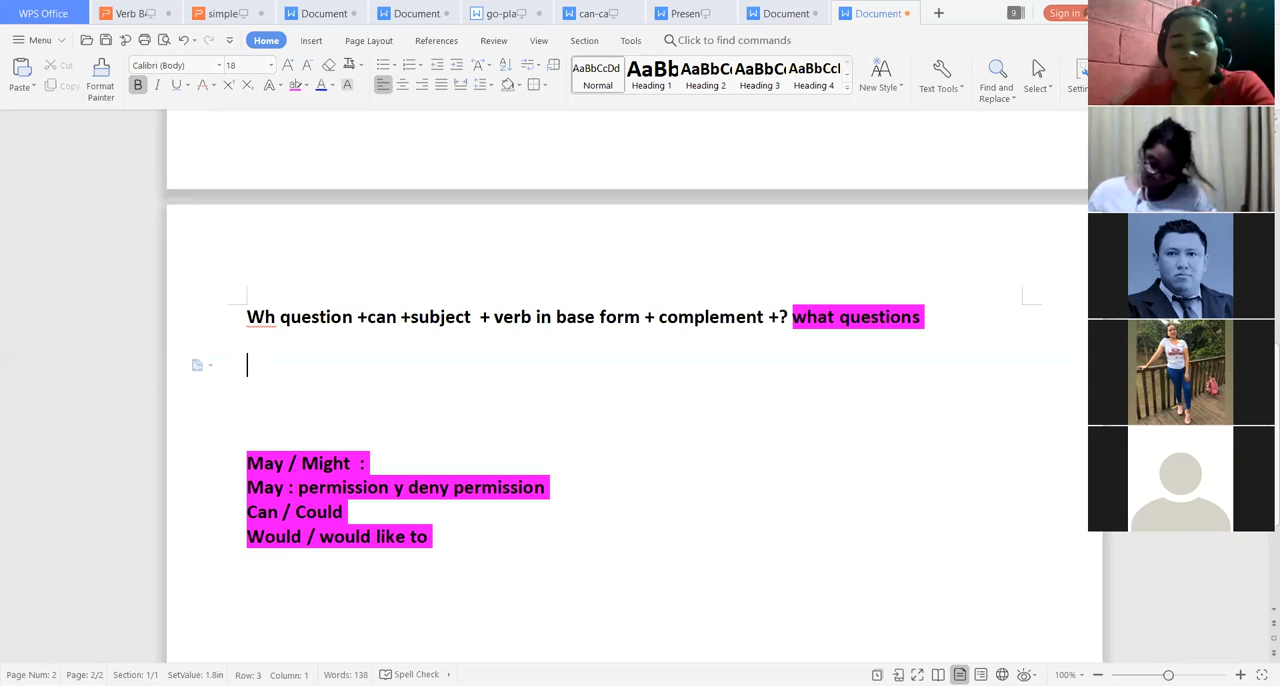 WPS Office
Verb B
simple
Document
Document
go-pla
can-ca
Presen
Document
Document
+
9
Sign in
Menu
Home
Insert
Page Layout
References
Review
View
Section
Tools
Click to find commands
Paste
Cut
Copy
Format Painter
Calibri (Body)
18
AaBbCcDd
Normal
AaBb
Heading 1
AaBbC
Heading 2
AaBbC
Heading 3
AaBbCcl
Heading 4
New Style
Text Tools
Find and Replace
Select
Settin
Wh question +can +subject + verb in base form + complement +? what questions
May / Might :
May : permission y deny permission
Can / Could
Would / would like to
Page Num: 2
Page: 2/2
Section: 1/1
SetValue: 1.8in
Row: 3
Column: 1
Words: 138
Spell Check
100%